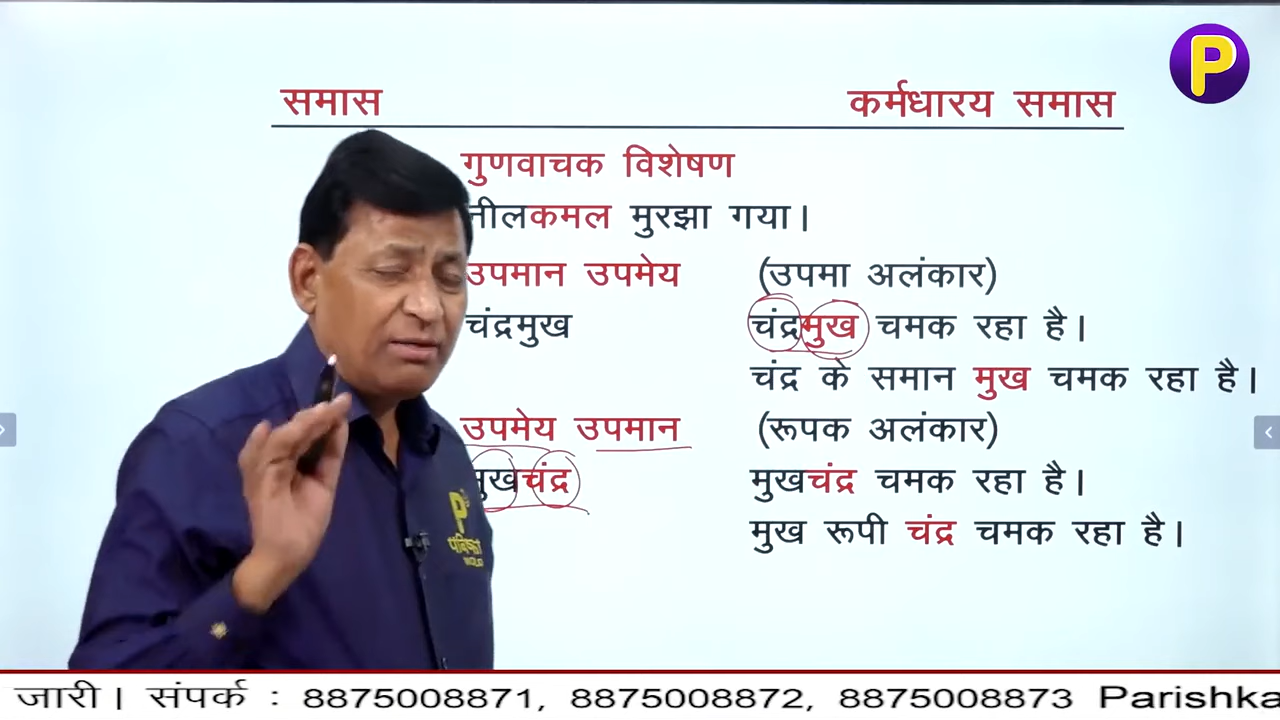 P
समास कर्मधारय समास
गुणवाचक विशेषण
नीलकमल मुरझा गया।
उपमान उपमेय (उपमा अलंकार)
चंद्रमुख चंद्रमुख चमक रहा है।
चंद्र के समान मुख चमक रहा है।
उपमेय उपमान (रूपक अलंकार)
मुखचंद्र मुखचंद्र चमक रहा है।
मुख रूपी चंद्र चमक रहा है।
जारी। संपर्क : 8875008871, 8875008872, 8875008873 Parishka